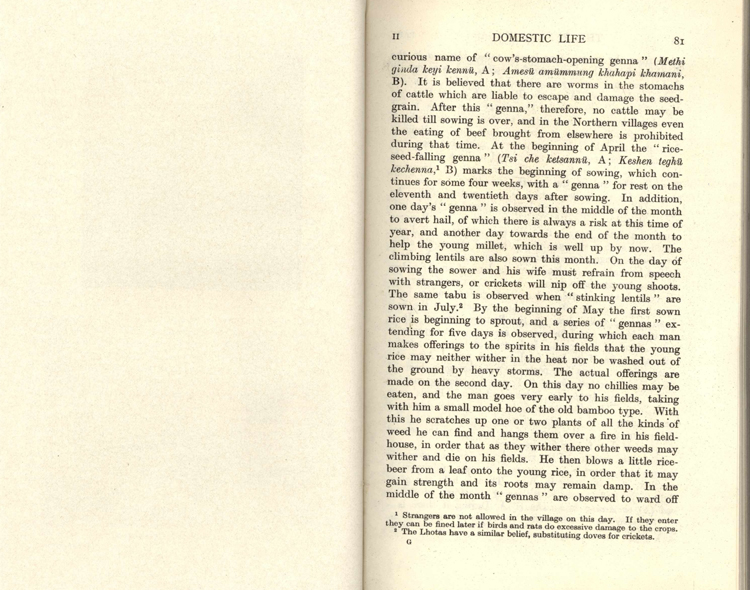 II
DOMESTIC LIFE
81
curious name of “ cow's-stomach-opening genna ” (Methi
ginda keyi kennü, A ; Amesü amümmung khahapi khamani,
B). It is believed that there are worms in the stomachs
of cattle which are liable to escape and damage the seed-
grain. After this “ genna,” therefore, no cattle may be
killed till sowing is over, and in the Northern villages even
the eating of beef brought from elsewhere is prohibited
during that time. At the beginning of April the “ rice-
seed-falling genna ” (Tsi che ketsannü, A ; Keshen teghü
kechenna,¹ B) marks the beginning of sowing, which con-
tinues for some four weeks, with a “ genna ” for rest on the
eleventh and twentieth days after sowing. In addition,
one day's “ genna ” is observed in the middle of the month
to avert hail, of which there is always a risk at this time of
year, and another day towards the end of the month to
help the young millet, which is well up by now. The
climbing lentils are also sown this month. On the day of
sowing the sower and his wife must refrain from speech
with strangers, or crickets will nip off the young shoots.
The same tabu is observed when “ stinking lentils ” are
sown in July.² By the beginning of May the first sown
rice is beginning to sprout, and a series of “ gennas ” ex-
tending for five days is observed, during which each man
makes offerings to the spirits in his fields that the young
rice may neither wither in the heat nor be washed out of
the ground by heavy storms. The actual offerings are
made on the second day. On this day no chillies may be
eaten, and the man goes very early to his fields, taking
with him a small model hoe of the old bamboo type. With
this he scratches up one or two plants of all the kinds of
weed he can find and hangs them over a fire in his field-
house, in order that as they wither there other weeds may
wither and die on his fields. He then blows a little rice-
beer from a leaf onto the young rice, in order that it may
gain strength and its roots may remain damp. In the
middle of the month “ gennas ” are observed to ward off
¹ Strangers are not allowed in the village on this day. If they enter
they can be fined later if birds and rats do excessive damage to the crops.
² The Lhotas have a similar belief, substituting doves for crickets.
G